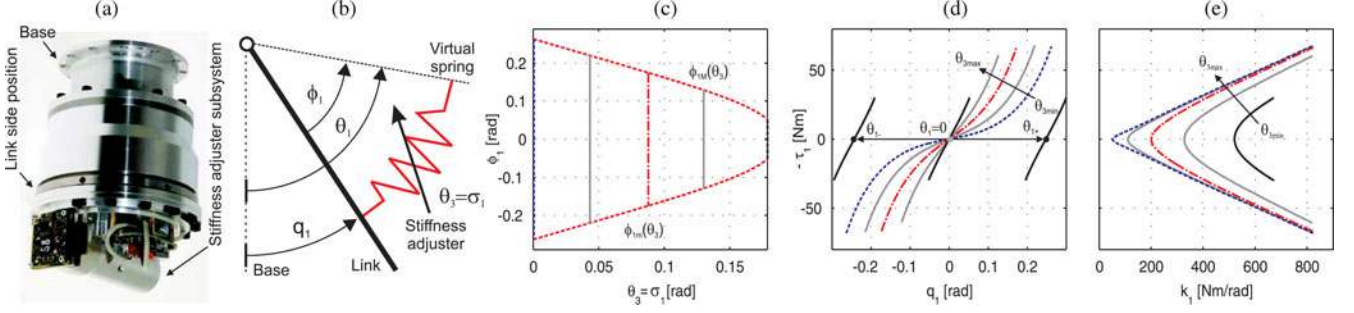 (a)
Base
Link side position
Stiffness adjuster subsystem
(b)
Virtual
spring
ϕ₁
θ₁
q₁
θ₃=σ₁
Stiffness
adjuster
Base
Link
(c)
ϕ₁ [rad]
0.2
0.1
0
-0.1
-0.2
ϕ₁M(θ₃)
ϕ₁m(θ₃)
0 0.05 0.1 0.15
θ₃=σ₁ [rad]
(d)
- τ₁ [Nm]
50
0
-50
θ₃max
θ₃min
θ₁-
θ₁=0
θ₁+
-0.2 -0.1 0 0.1 0.2
q₁ [rad]
(e)
50
0
-50
θ₃max
θ₃min
0 200 400 600 800
k₁ [Nm/rad]